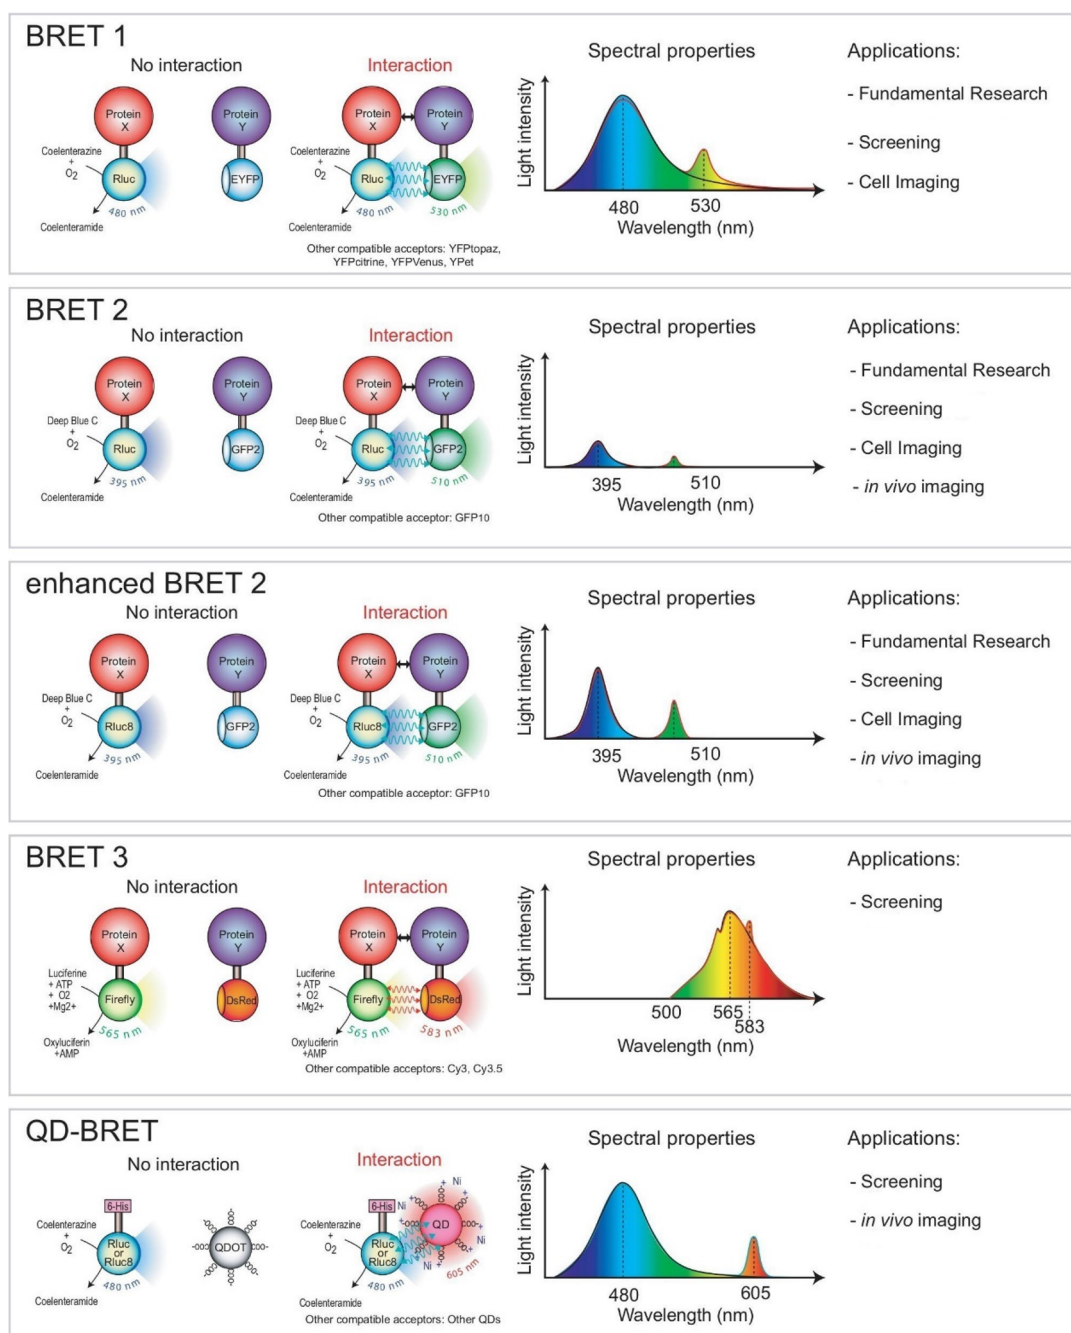 BRET 1
No interaction
Interaction
Spectral properties
Applications:
Protein
X
Protein
Y
Protein
X
Protein
Y
Coelenterazine
+
O2
Rluc
EYFP
480 nm
Coelenteramide
Coelenterazine
+
O2
Rluc
EYFP
480 nm
530 nm
Coelenteramide
Other compatible acceptors: YFPtopaz,
YFPcitrine, YFPVenus, YPet
Light intensity
480
530
Wavelength (nm)
- Fundamental Research
- Screening
- Cell Imaging
BRET 2
No interaction
Interaction
Spectral properties
Applications:
Protein
X
Protein
Y
Protein
X
Protein
Y
Deep Blue C
+
O2
Rluc
GFP2
395 nm
Coelenteramide
Deep Blue C
+
O2
Rluc
GFP2
395 nm
510 nm
Coelenteramide
Other compatible acceptor: GFP10
Light intensity
395
510
Wavelength (nm)
- Fundamental Research
- Screening
- Cell Imaging
- in vivo imaging
enhanced BRET 2
No interaction
Interaction
Spectral properties
Applications:
Protein
X
Protein
Y
Protein
X
Protein
Y
Deep Blue C
+
O2
Rluc8
GFP2
395 nm
Coelenteramide
Deep Blue C
+
O2
Rluc8
GFP2
395 nm
510 nm
Coelenteramide
Other compatible acceptor: GFP10
Light intensity
395
510
Wavelength (nm)
- Fundamental Research
- Screening
- Cell Imaging
- in vivo imaging
BRET 3
No interaction
Interaction
Spectral properties
Applications:
Protein
X
Protein
Y
Protein
X
Protein
Y
Luciferine
+ ATP
+ O2
+Mg2+
Firefly
DsRed
565 nm
Oxyluciferin
+AMP
Luciferine
+ ATP
+ O2
+Mg2+
Firefly
DsRed
565 nm
583 nm
Oxyluciferin
+AMP
Other compatible acceptors: Cy3, Cy3.5
Light intensity
500
565
583
Wavelength (nm)
- Screening
QD-BRET
No interaction
Interaction
Spectral properties
Applications:
6-His
Coelenterazine
+
O2
Rluc
or
Rluc8
QDOT
coo-
480 nm
Coelenteramide
6-His
Ni
+
Ni
+
QD
coo-
+
Ni
Ni +
Coelenterazine
+
O2
Rluc
or
Rluc8
480 nm
605 nm
Coelenteramide
Other compatible acceptors: Other QDs
Light intensity
480
605
Wavelength (nm)
- Screening
- in vivo imaging